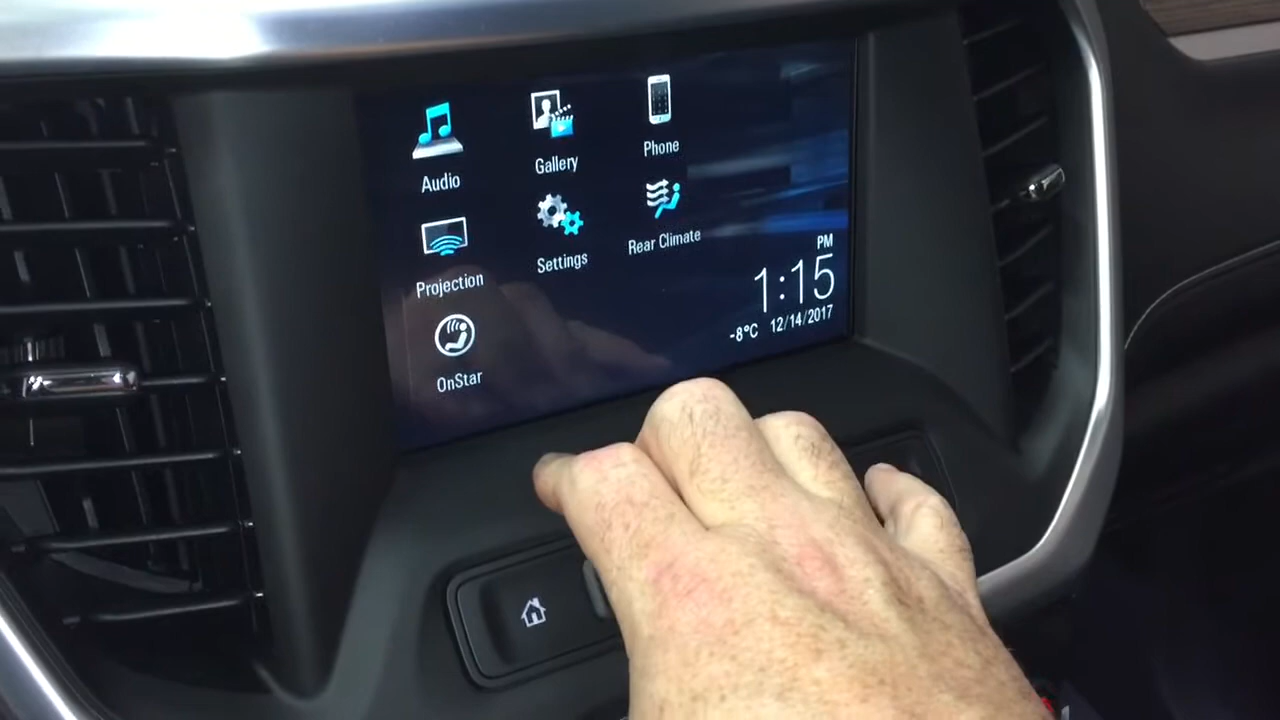 Audio
Gallery
Phone
Projection
Settings
Rear Climate
OnStar
PM
1:15
-8°C 12/14/2017